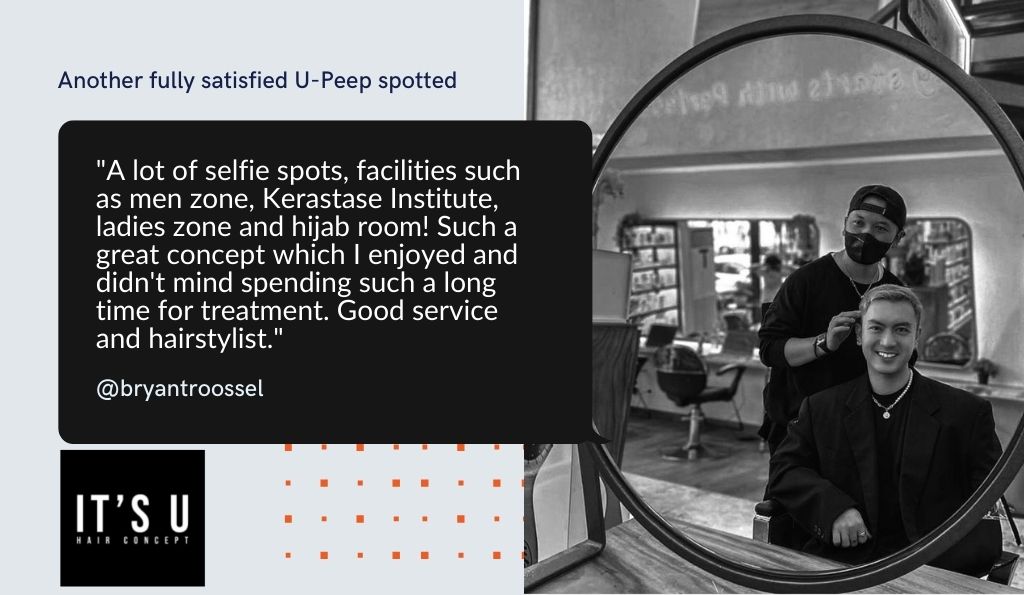 Another fully satisfied U-Peep spotted
"A lot of selfie spots, facilities such
as men zone, Kerastase Institute,
ladies zone and hijab room! Such a
great concept which I enjoyed and
didn't mind spending such a long
time for treatment. Good service
and hairstylist."
@bryantroossel
IT'S U
HAIR CONCEPT
starts with